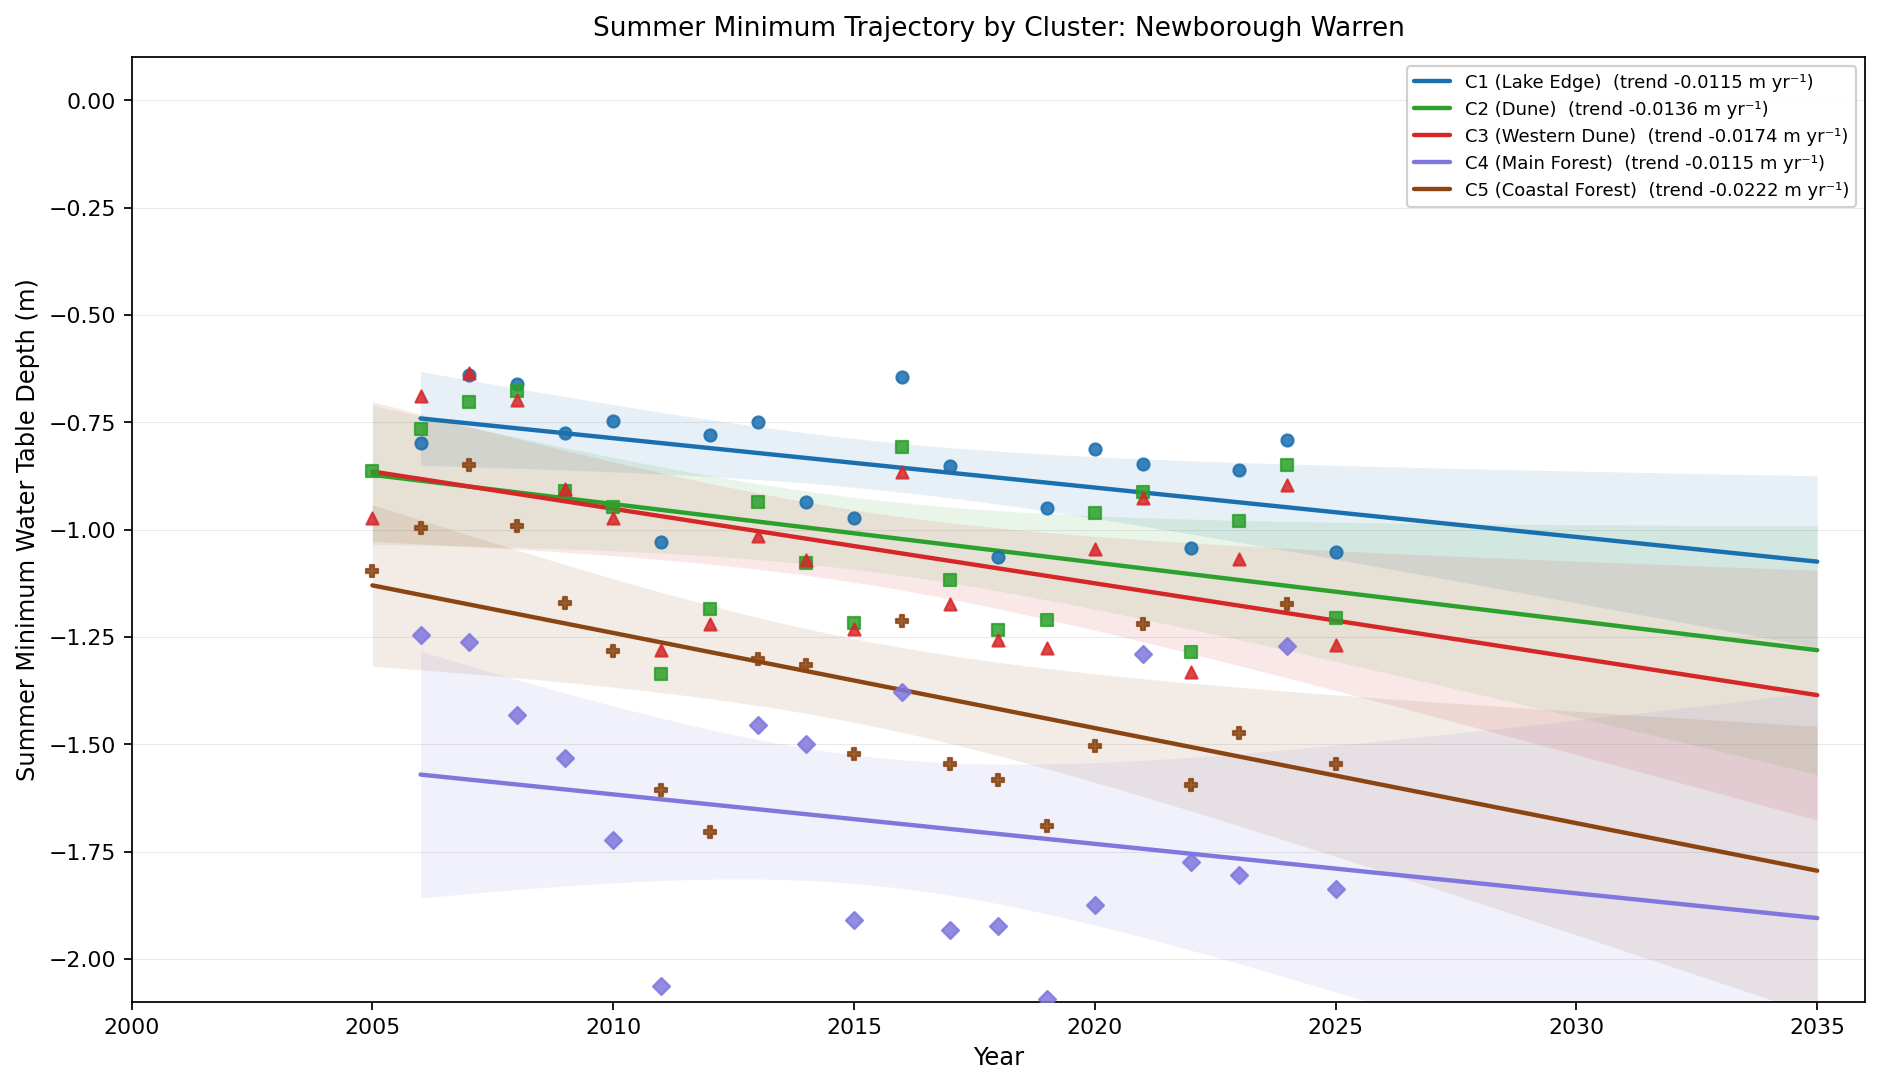 Summer Minimum Trajectory by Cluster: Newborough Warren
C1 (Lake Edge)  (trend -0.0115 m yr⁻¹)
C2 (Dune)  (trend -0.0136 m yr⁻¹)
C3 (Western Dune)  (trend -0.0174 m yr⁻¹)
C4 (Main Forest)  (trend -0.0115 m yr⁻¹)
C5 (Coastal Forest)  (trend -0.0222 m yr⁻¹)
Summer Minimum Water Table Depth (m)
0.00
−0.25
−0.50
−0.75
−1.00
−1.25
−1.50
−1.75
−2.00
2000 2005 2010 2015 2020 2025 2030 2035
Year